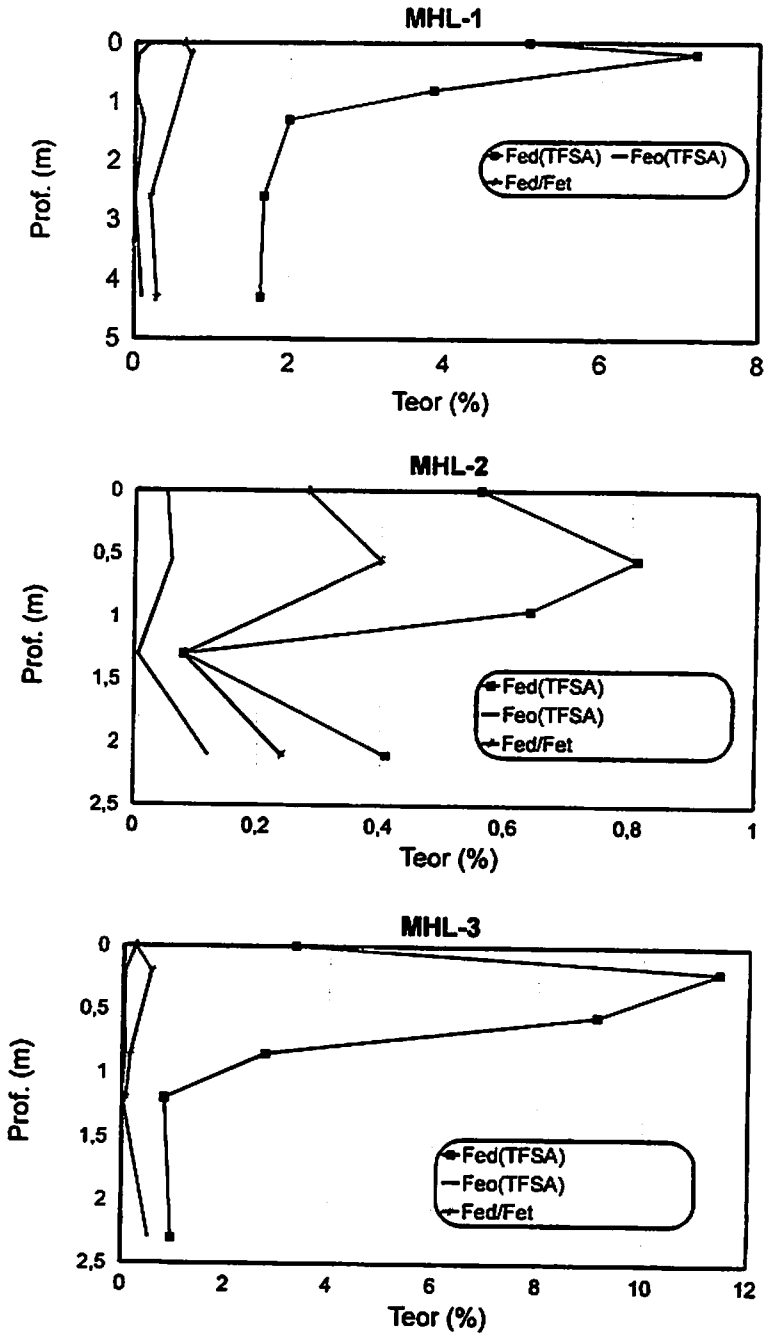 MHL-1
0
1
2
3
4
5
Prof. (m)
Fed(TFSA) Feo(TFSA)
Fed/Fet
0 2 4 6 8
Teor (%)
MHL-2
0
0,5
1
1,5
2
2,5
Prof. (m)
Fed(TFSA)
Feo(TFSA)
Fed/Fet
0 0,2 0,4 0,6 0,8 1
Teor (%)
MHL-3
0
0,5
1
1,5
2
2,5
Prof. (m)
Fed(TFSA)
Feo(TFSA)
Fed/Fet
0 2 4 6 8 10 12
Teor (%)